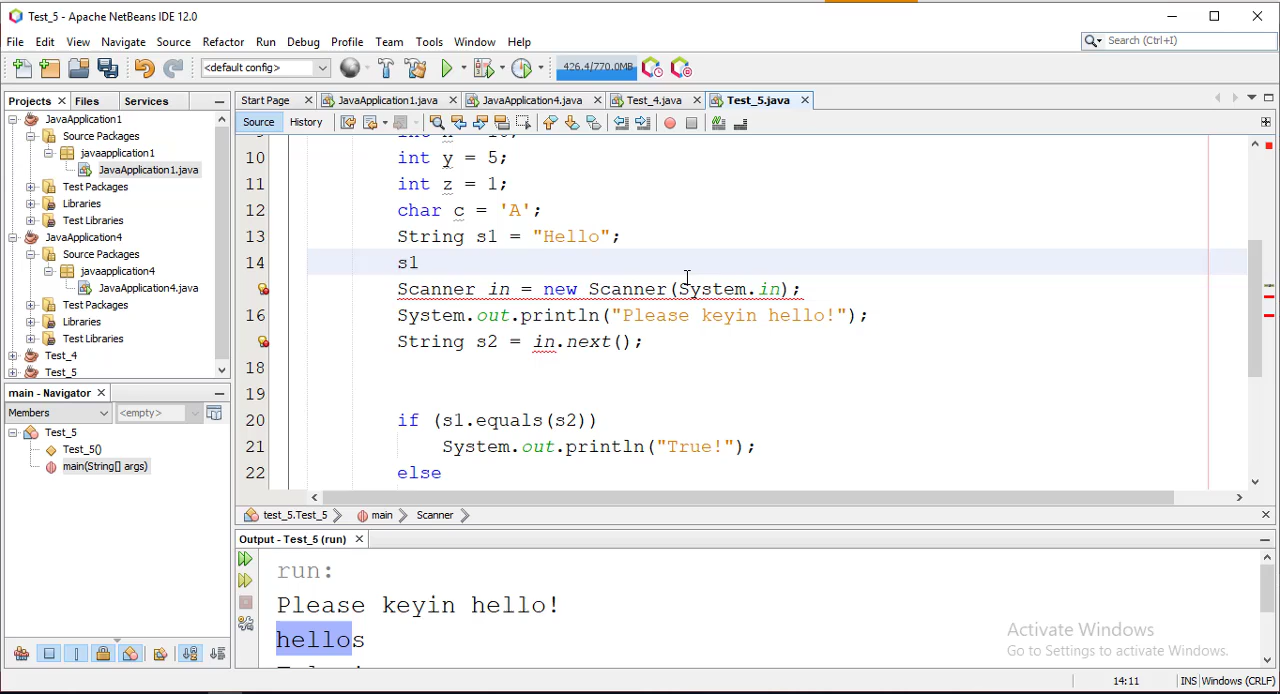 Test_5 - Apache NetBeans IDE 12.0
File Edit View Navigate Source Refactor Run Debug Profile Team Tools Window Help
Search (Ctrl+I)
<default config>
426.4/770.0MB
Projects Files Services
Start Page JavaApplication1.java JavaApplication4.java Test_4.java Test_5.java
Source History
JavaApplication1
Source Packages
javaapplication1
JavaApplication1.java
Test Packages
Libraries
Test Libraries
JavaApplication4
Source Packages
javaapplication4
JavaApplication4.java
Test Packages
Libraries
Test Libraries
Test_4
Test_5
10 int y = 5;
11 int z = 1;
12 char c = 'A';
13 String s1 = "Hello";
14 s1
Scanner in = new Scanner(System.in);
16 System.out.println("Please keyin hello!");
String s2 = in.next();
18
19
20 if (s1.equals(s2))
21 System.out.println("True!");
22 else
main - Navigator
Members <empty>
Test_5
Test_5()
main(String[] args)
test_5.Test_5 main Scanner
Output - Test_5 (run)
run:
Please keyin hello!
hellos
Activate Windows
Go to Settings to activate Windows.
14:11 INS Windows (CRLF)